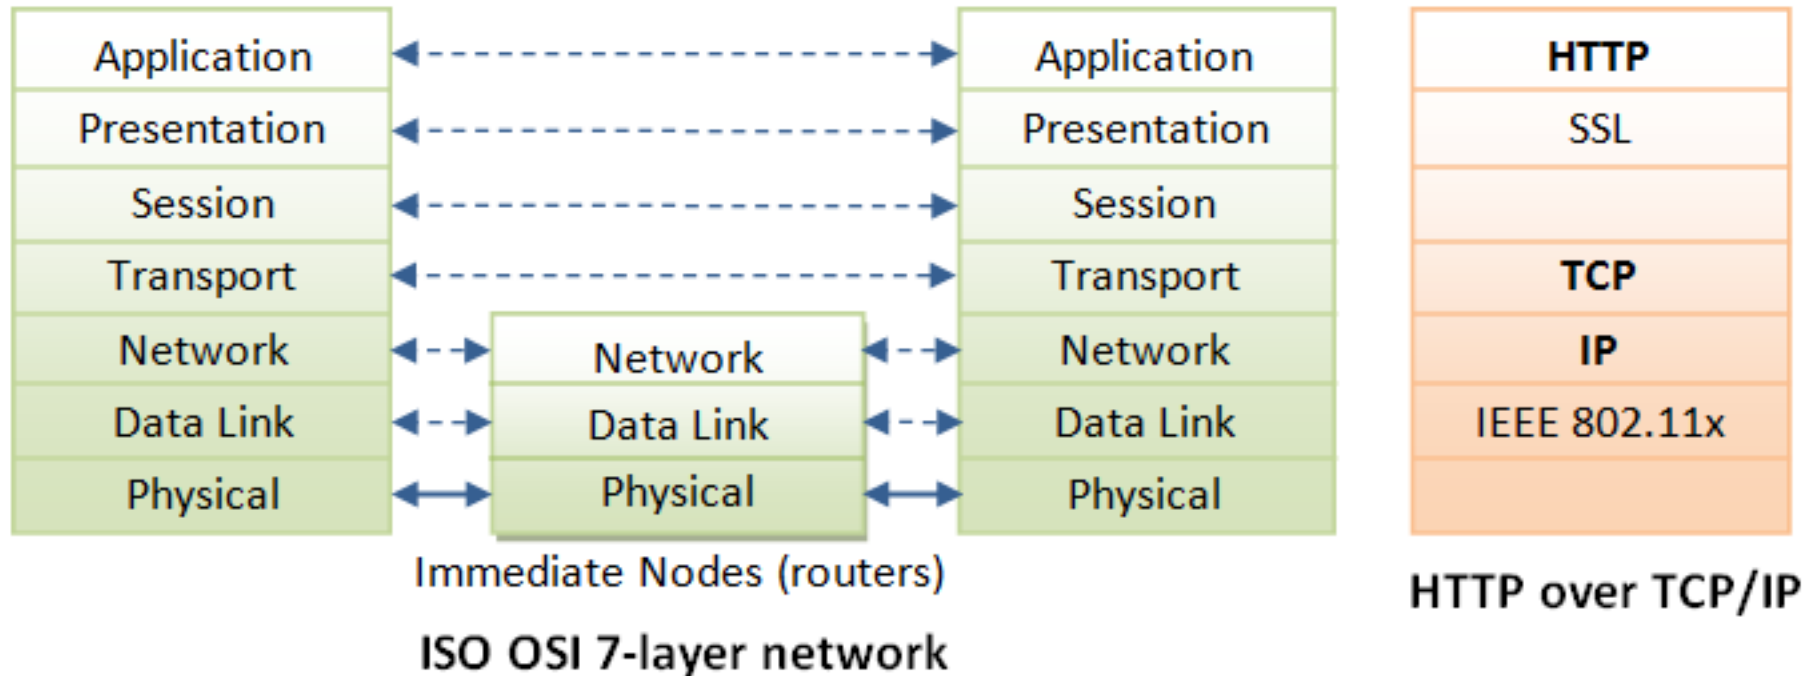 Application
Presentation
Session
Transport
Network
Data Link
Physical
Network
Data Link
Physical
Immediate Nodes (routers)
Application
Presentation
Session
Transport
Network
Data Link
Physical
ISO OSI 7-layer network
HTTP
SSL
TCP
IP
IEEE 802.11x
HTTP over TCP/IP